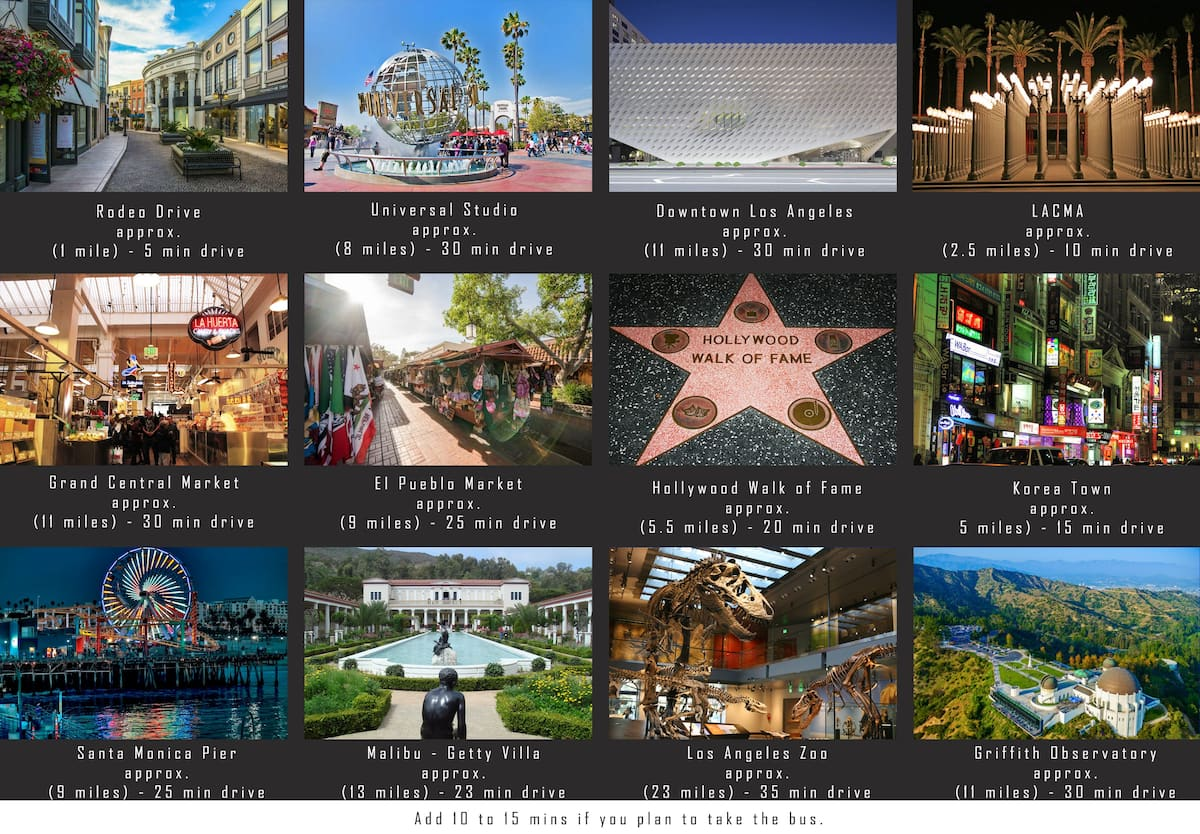 UNIVERSAL
Rodeo Drive
approx.
(1 mile) - 5 min drive
Universal Studio
approx.
(8 miles) - 30 min drive
Downtown Los Angeles
approx.
(11 miles) - 30 min drive
LACMA
approx.
(2.5 miles) - 10 min drive
LA HUERTA
CANDY & SNACKS
HOLLYWOOD
WALK OF FAME
Grand Central Market
approx.
(11 miles) - 30 min drive
El Pueblo Market
approx.
(9 miles) - 25 min drive
Hollywood Walk of Fame
approx.
(5.5 miles) - 20 min drive
Korea Town
approx.
5 miles) - 15 min drive
Santa Monica Pier
approx.
(9 miles) - 25 min drive
Malibu - Getty Villa
approx.
(13 miles) - 23 min drive
Los Angeles Zoo
approx.
(23 miles) - 35 min drive
Griffith Observatory
approx.
(11 miles) - 30 min drive
Add 10 to 15 mins if you plan to take the bus.